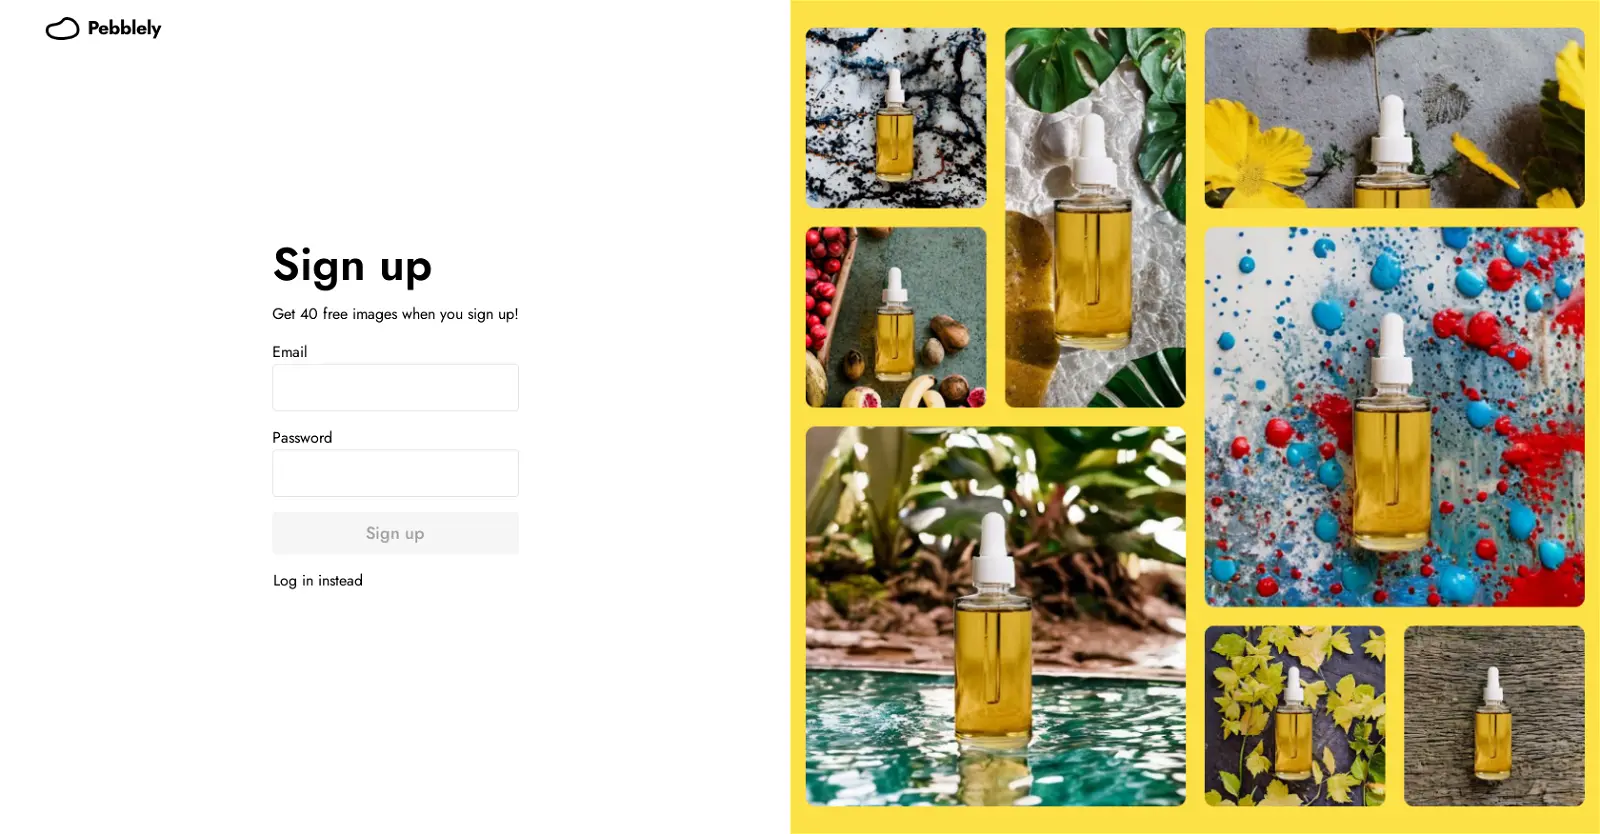 Pebblely
Sign up
Get 40 free images when you sign up!
Email
Password
Sign up
Log in instead